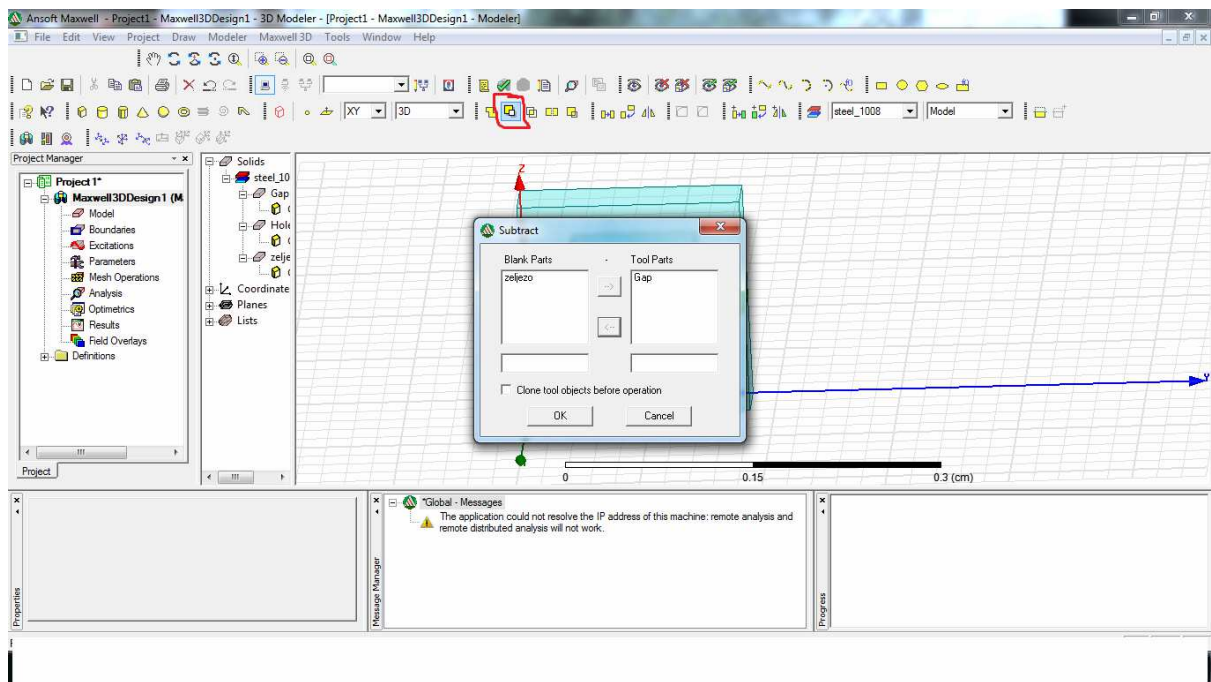 Ansoft Maxwell - Project1 - Maxwell3DDesign1 - 3D Modeler - [Project1 - Maxwell3DDesign1 - Modeler]
File Edit View Project Draw Modeler Maxwell 3D Tools Window Help
XY 3D steel_1008 Model
Project Manager
Project1*
Maxwell3DDesign1 (M
Model
Boundaries
Excitations
Parameters
Mesh Operations
Analysis
Optimetrics
Results
Field Overlays
Definitions
Project
Solids
steel_10
Gap
Hole
zelje
Coordinate
Planes
Lists
Z
Y
0 0.15 0.3 (cm)
Subtract
Blank Parts - Tool Parts
zeljezo Gap
-->
<--
Clone tool objects before operation
OK Cancel
Properties
Message Manager
*Global - Messages
The application could not resolve the IP address of this machine: remote analysis and
remote distributed analysis will not work.
Progress